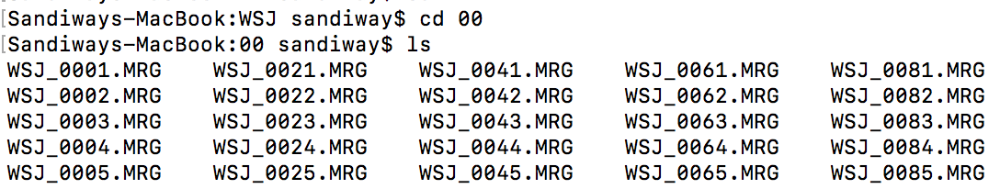 [Sandiways-MacBook:WSJ sandiway$ cd 00
[Sandiways-MacBook:00 sandiway$ ls
WSJ_0001.MRG WSJ_0021.MRG WSJ_0041.MRG WSJ_0061.MRG WSJ_0081.MRG
WSJ_0002.MRG WSJ_0022.MRG WSJ_0042.MRG WSJ_0062.MRG WSJ_0082.MRG
WSJ_0003.MRG WSJ_0023.MRG WSJ_0043.MRG WSJ_0063.MRG WSJ_0083.MRG
WSJ_0004.MRG WSJ_0024.MRG WSJ_0044.MRG WSJ_0064.MRG WSJ_0084.MRG
WSJ_0005.MRG WSJ_0025.MRG WSJ_0045.MRG WSJ_0065.MRG WSJ_0085.MRG